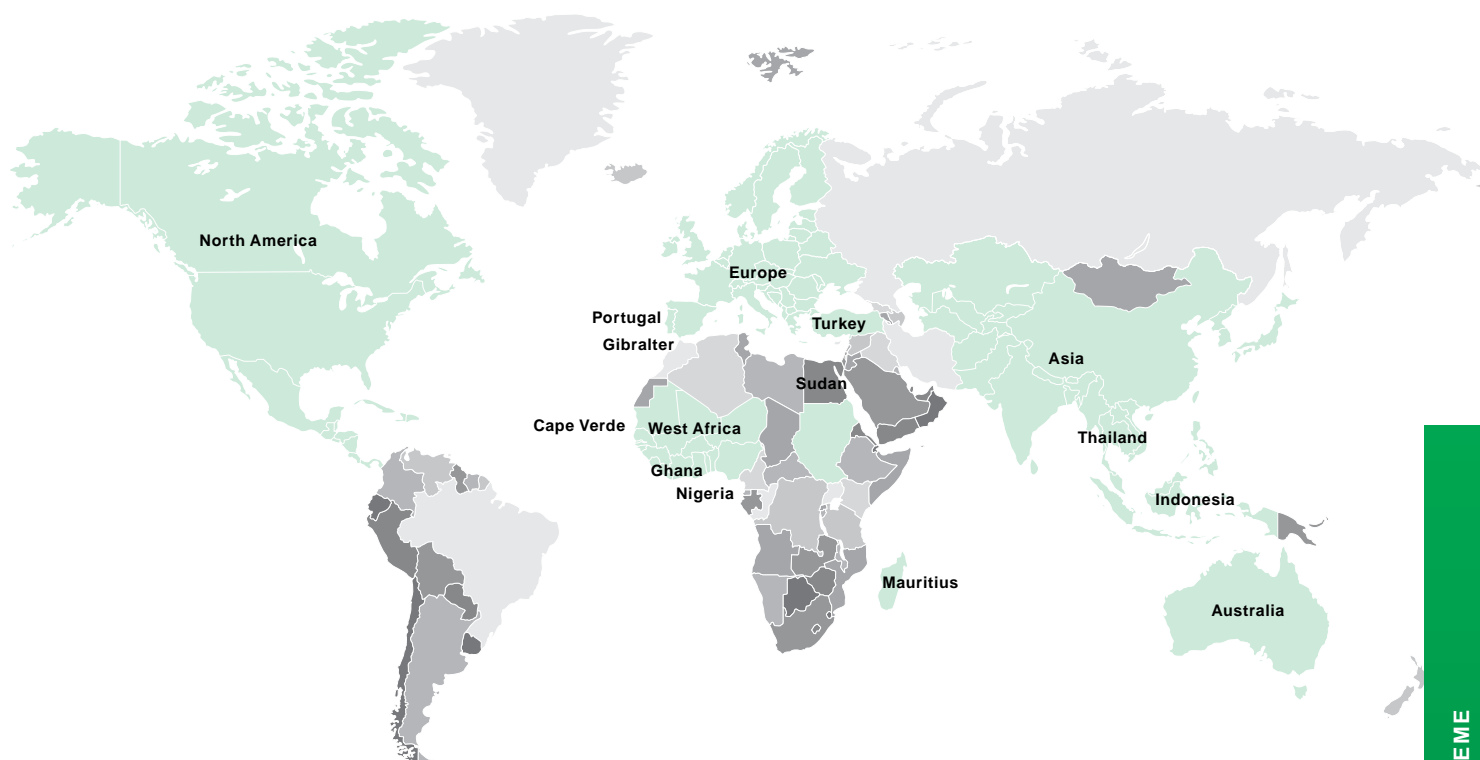 North America
Europe
Portugal
Turkey
Gibralter
Asia
Sudan
Cape Verde
West Africa
Thailand
Ghana
Nigeria
Indonesia
Mauritius
Australia
EME